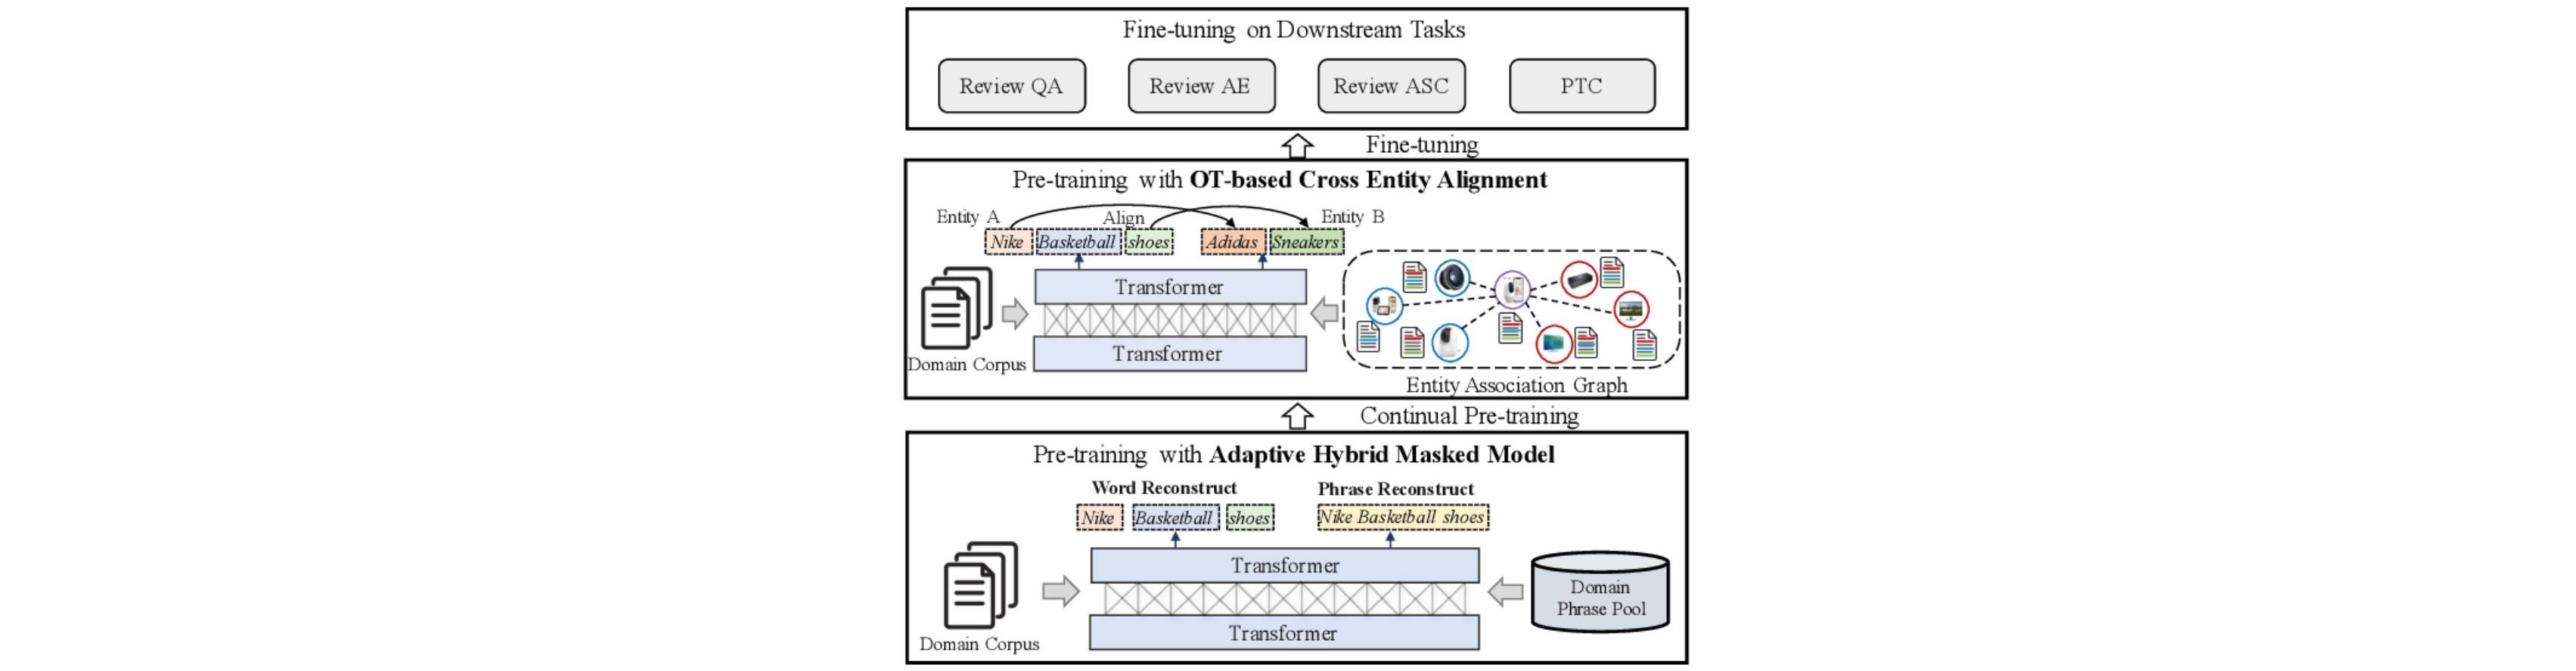 Fine-tuning on Downstream Tasks
Review QA
Review AE
Review ASC
PTC
Fine-tuning
Pre-training with OT-based Cross Entity Alignment
Entity A
Align
Entity B
Nike Basketball shoes
Adidas Sneakers
Transformer
Transformer
Domain Corpus
Entity Association Graph
Continual Pre-training
Pre-training with Adaptive Hybrid Masked Model
Word Reconstruct
Phrase Reconstruct
Nike Basketball shoes
Nike Basketball shoes
Transformer
Transformer
Domain Corpus
Domain
Phrase Pool